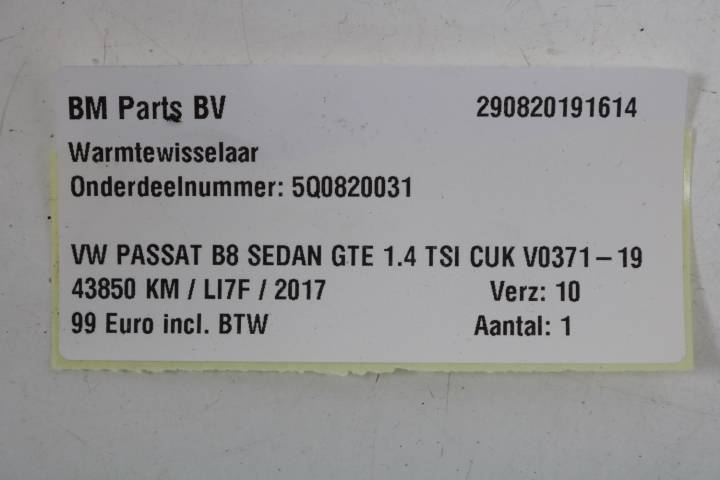 BM Parts BV 290820191614
Warmtewisselaar
Onderdeelnummer: 5Q0820031
VW PASSAT B8 SEDAN GTE 1.4 TSI CUK V0371-19
43850 KM / LI7F / 2017 Verz: 10
99 Euro incl. BTW Aantal: 1